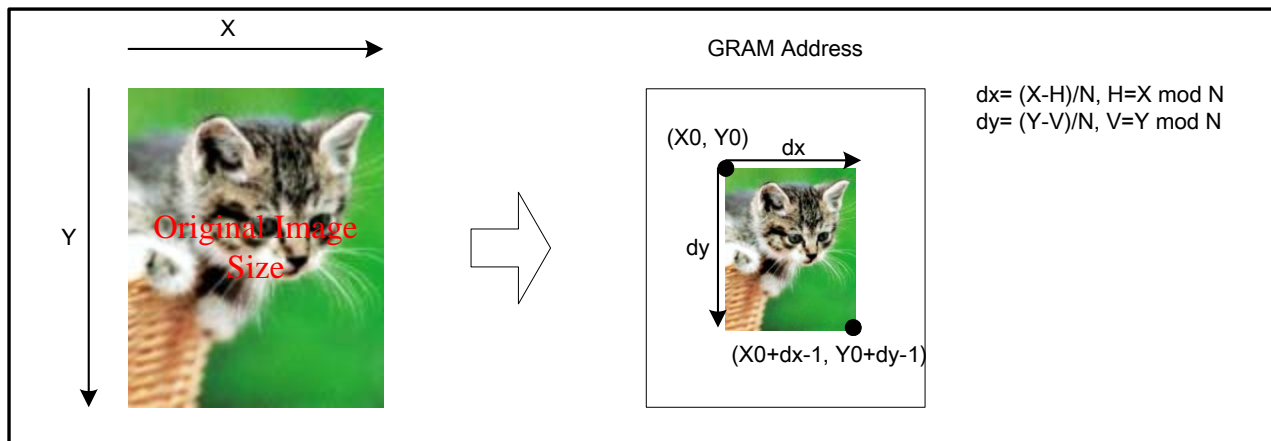 X
Y
Original Image
Size
GRAM Address
(X0, Y0)
dx
dy
(X0+dx-1, Y0+dy-1)
dx= (X-H)/N, H=X mod N
dy= (Y-V)/N, V=Y mod N